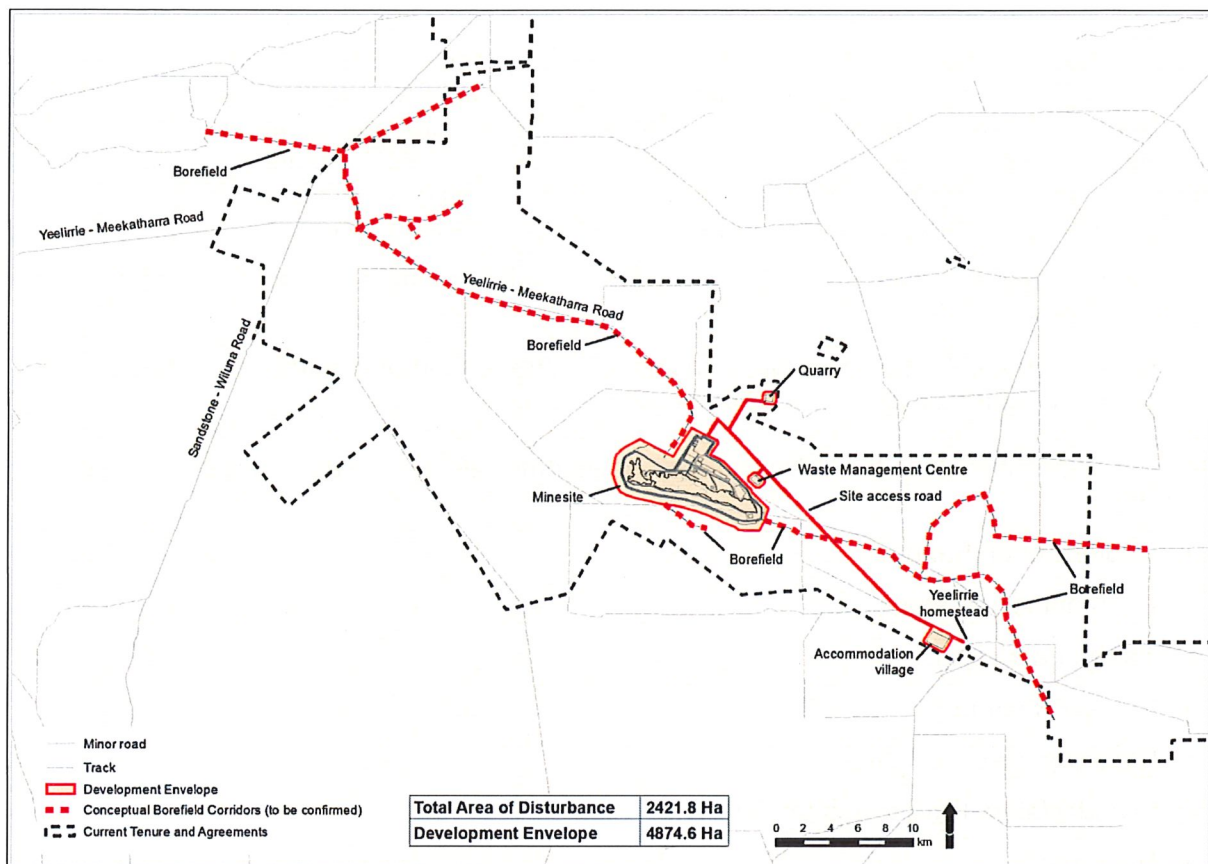 Borefield
Yeelirrie - Meekatharra Road
Yeelirrie - Meekatharra Road
Borefield
Sandstone - Wiluna Road
Quarry
Waste Management Centre
Minesite
Site access road
Borefield
Yeelirrie
homestead
Borefield
Accommodation
village
Minor road
Track
Development Envelope
Conceptual Borefield Corridors (to be confirmed)
Current Tenure and Agreements
Total Area of Disturbance 2421.8 Ha
Development Envelope 4874.6 Ha
0 2 4 6 8 10
km